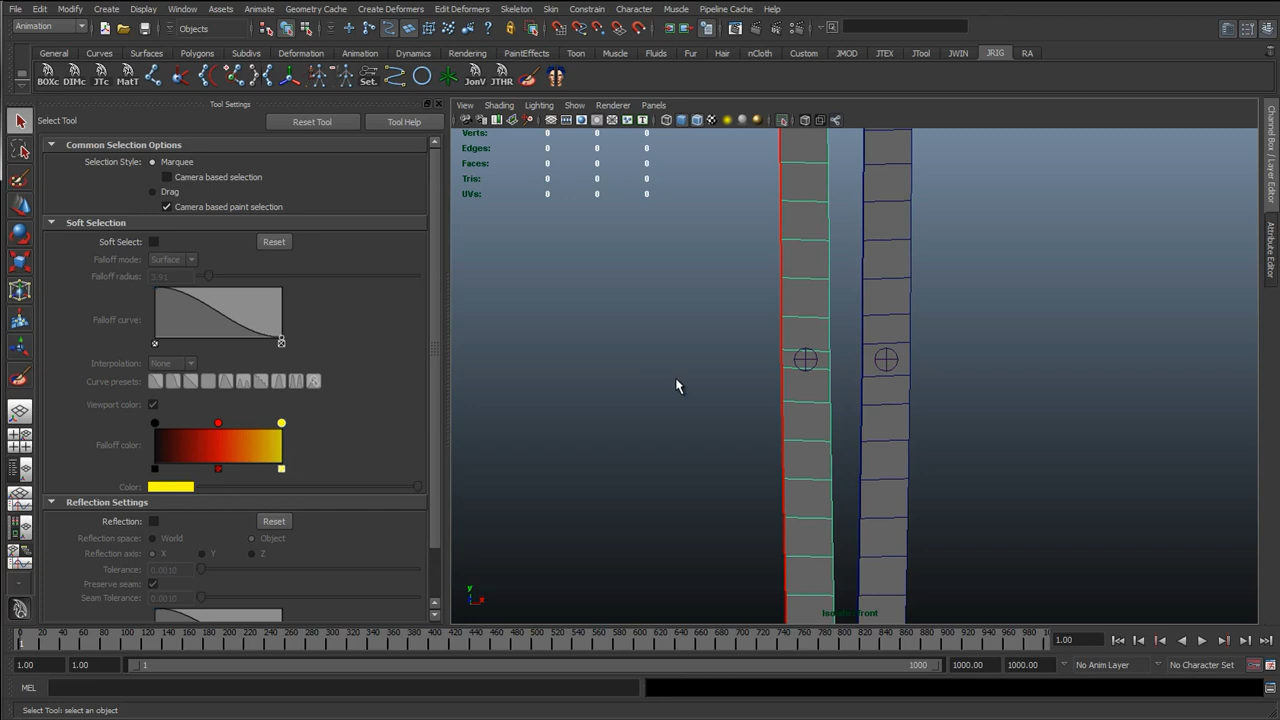 File Edit Modify Create Display Window Assets Animate Geometry Cache Create Deformers Edit Deformers Skeleton Skin Constrain Character Muscle Pipeline Cache Help
Animation Objects
General Curves Surfaces Polygons Subdivs Deformation Animation Dynamics Rendering PaintEffects Toon Muscle Fluids Fur Hair nCloth Custom JMOD JTEX JTool JWIN JRIG RA
BOXc DIMc JTc MatT Set. JonV JTHR
Tool Settings
View Shading Lighting Show Renderer Panels
Select Tool Reset Tool Tool Help
Verts: 0 0 0
Edges: 0 0 0
Faces: 0 0 0
Tris: 0 0 0
UVs: 0 0 0
Common Selection Options
Selection Style: Marquee
Camera based selection
Drag
Camera based paint selection
Soft Selection
Soft Select: Reset
Falloff mode: Surface
Falloff radius: 3.91
Falloff curve:
Interpolation: None
Curve presets:
Viewport color:
Falloff color:
Color:
Reflection Settings
Reflection: Reset
Reflection space: World Object
Reflection axis: X Y Z
Tolerance: 0.0010
Preserve seam:
Seam Tolerance: 0.0010
Channel Box / Layer Editor
Attribute Editor
y
x
front
20 40 60 80 100 120 140 160 180 200 220 240 260 280 300 320 340 360 380 400 420 440 460 480 500 520 540 560 580 600 620 640 660 680 700 720 740 760 780 800 820 840 860 880 900 920 940 960 980 10
1 1.00
1.00 1.00 1 1000 1000.00 1000.00 No Anim Layer No Character Set
MEL
Select Tool: select an object